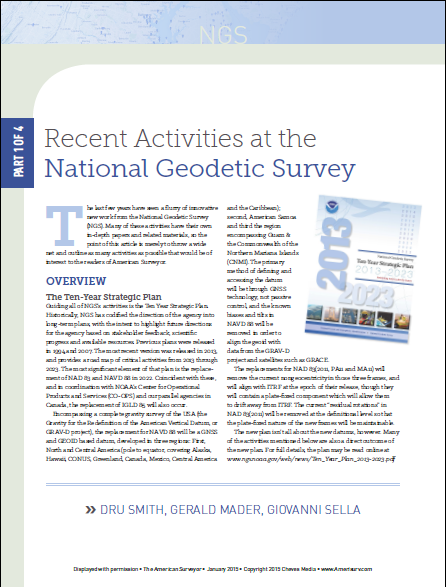 NGS
PART 1 OF 4
Recent Activities at the
National Geodetic Survey
The last few years have seen a flurry of innovative
new work from the National Geodetic Survey
(NGS). Many of these activities have their own
in-depth papers and related materials, so the
point of this article is merely to throw a wide
net and outline as many activities as possible that would be of
interest to the readers of American Surveyor.
OVERVIEW
The Ten-Year Strategic Plan
Guiding all of NGS's activities is the Ten Year Strategic Plan.
Historically, NGS has codified the direction of the agency into
long-term plans, with the intent to highlight future directions
for the agency based on stakeholder feedback, scientific
progress and available resources. Previous plans were released
in 1994 and 2007. The most recent version was released in 2013,
and provides a road map of critical activities from 2013 through
2023. The most significant element of that plan is the replace-
ment of NAD 83 and NAVD 88 in 2022. Coincident with these,
and in coordination with NOAA's Center for Operational
Products and Services (CO-OPS) and our parallel agencies in
Canada, the replacement of IGLD 85 will also occur.
Encompassing a complete gravity survey of the USA (the
Gravity for the Redefinition of the American Vertical Datum, or
GRAV-D project), the replacement for NAVD 88 will be a GNSS
and GEOID based datum, developed in three regions: First,
North and Central America (pole to equator, covering Alaska,
Hawaii, CONUS, Greenland, Canada, Mexico, Central America
and the Caribbean);
second, American Samoa
and third the region
encompassing Guam &
the Commonwealth of the
Northern Mariana Islands
(CNMI). The primary
method of defining and
accessing the datum
will be through GNSS
technology, not passive
control, and the known
biases and tilts in
NAVD 88 will be
removed in order to
align the geoid with
data from the GRAV-D
project and satellites such as GRACE.
The replacements for NAD 83(2011, PA11 and MA11) will
remove the current nongeocentricity in those three frames, and
will align with ITRF at the epoch of their release, though they
will contain a plate-fixed component which will allow them
to drift away from ITRF. The current "residual rotations" in
NAD 83(2011) will be removed at the definitional level so that
the plate-fixed nature of the new frames will be maintainable.
The new plan isn't all about the new datums, however. Many
of the activities mentioned below are also a direct outcome of
the new plan. For full details, the plan may be read online at
www.ngs.noaa.gov/web/news/Ten_Year_Plan_2013-2023.pdf
2013
Ten-Year Strategic Plan
2013-2023
2023
» DRU SMITH, GERALD MADER, GIOVANNI SELLA
Displayed with permission • The American Surveyor • January 2015 • Copyright 2015 Cheves Media • www.Amerisurv.com